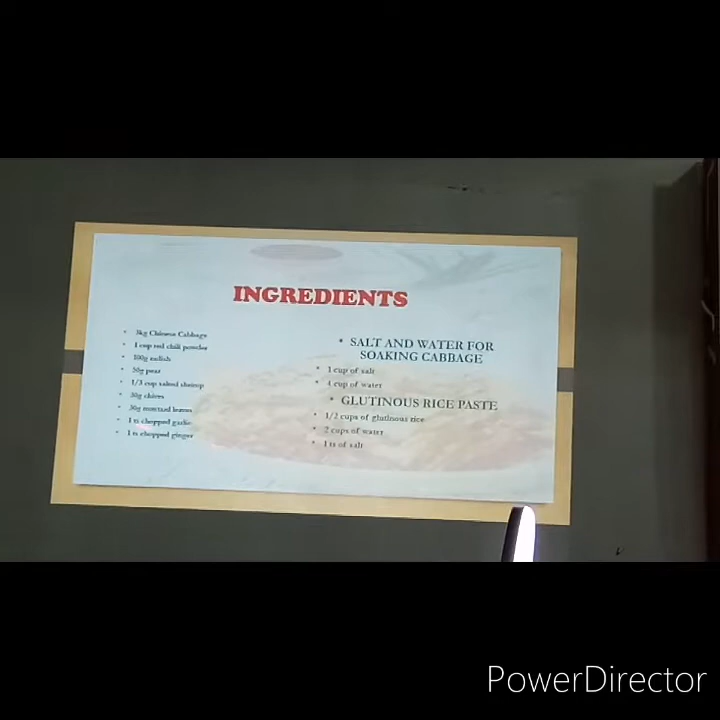 INGREDIENTS
• 3kg Chinese Cabbage
• 1 cup red chili powder
• 100g radish
• 50g pear
• 1/3 cup salted shrimp
• 30g chives
• 30g mustard leaves
• 1 ts chopped garlic
• 1 ts chopped ginger
• SALT AND WATER FOR
SOAKING CABBAGE
• 1 cup of salt
• 4 cup of water
• GLUTINOUS RICE PASTE
• 1/2 cups of glutinous rice
• 2 cups of water
• 1 ts of salt
PowerDirector